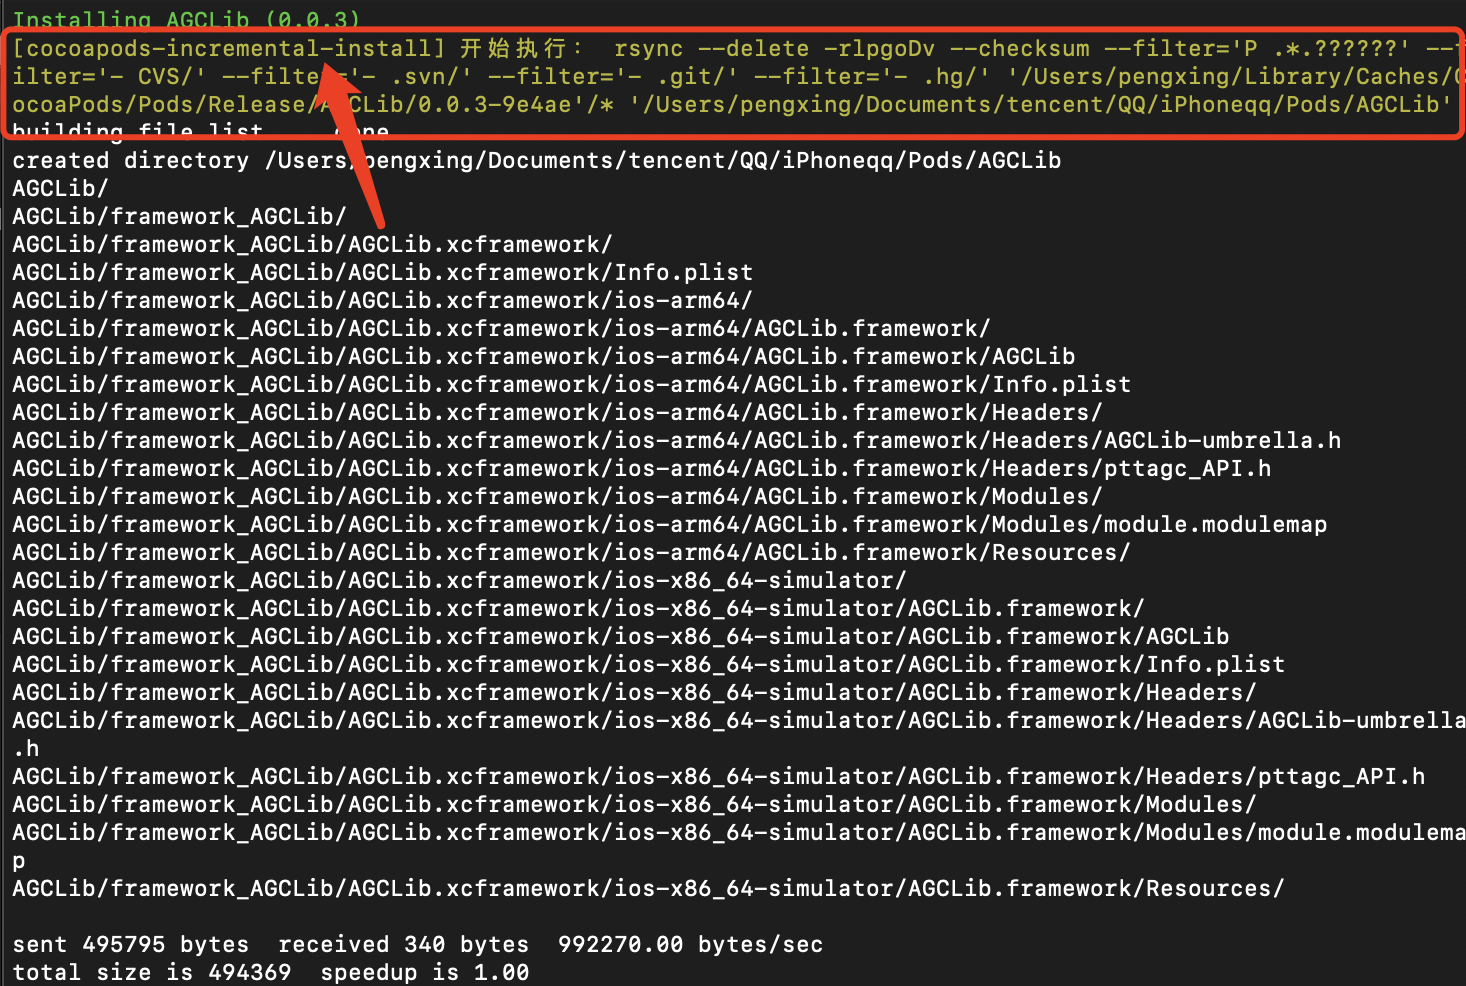 Installing AGCLib (0.0.3)
[cocoapods-incremental-install] 开始执行： rsync --delete -rlpgoDv --checksum --filter='P .*.??????' --f
ilter='- CVS/' --filter='- .svn/' --filter='- .git/' --filter='- .hg/' '/Users/pengxing/Library/Caches/C
ocoaPods/Pods/Release/AGCLib/0.0.3-9e4ae'/* '/Users/pengxing/Documents/tencent/QQ/iPhoneqq/Pods/AGCLib'
building file list ... done
created directory /Users/pengxing/Documents/tencent/QQ/iPhoneqq/Pods/AGCLib
AGCLib/
AGCLib/framework_AGCLib/
AGCLib/framework_AGCLib/AGCLib.xcframework/
AGCLib/framework_AGCLib/AGCLib.xcframework/Info.plist
AGCLib/framework_AGCLib/AGCLib.xcframework/ios-arm64/
AGCLib/framework_AGCLib/AGCLib.xcframework/ios-arm64/AGCLib.framework/
AGCLib/framework_AGCLib/AGCLib.xcframework/ios-arm64/AGCLib.framework/AGCLib
AGCLib/framework_AGCLib/AGCLib.xcframework/ios-arm64/AGCLib.framework/Info.plist
AGCLib/framework_AGCLib/AGCLib.xcframework/ios-arm64/AGCLib.framework/Headers/
AGCLib/framework_AGCLib/AGCLib.xcframework/ios-arm64/AGCLib.framework/Headers/AGCLib-umbrella.h
AGCLib/framework_AGCLib/AGCLib.xcframework/ios-arm64/AGCLib.framework/Headers/pttagc_API.h
AGCLib/framework_AGCLib/AGCLib.xcframework/ios-arm64/AGCLib.framework/Modules/
AGCLib/framework_AGCLib/AGCLib.xcframework/ios-arm64/AGCLib.framework/Modules/module.modulemap
AGCLib/framework_AGCLib/AGCLib.xcframework/ios-arm64/AGCLib.framework/Resources/
AGCLib/framework_AGCLib/AGCLib.xcframework/ios-x86_64-simulator/
AGCLib/framework_AGCLib/AGCLib.xcframework/ios-x86_64-simulator/AGCLib.framework/
AGCLib/framework_AGCLib/AGCLib.xcframework/ios-x86_64-simulator/AGCLib.framework/AGCLib
AGCLib/framework_AGCLib/AGCLib.xcframework/ios-x86_64-simulator/AGCLib.framework/Info.plist
AGCLib/framework_AGCLib/AGCLib.xcframework/ios-x86_64-simulator/AGCLib.framework/Headers/
AGCLib/framework_AGCLib/AGCLib.xcframework/ios-x86_64-simulator/AGCLib.framework/Headers/AGCLib-umbrella
.h
AGCLib/framework_AGCLib/AGCLib.xcframework/ios-x86_64-simulator/AGCLib.framework/Headers/pttagc_API.h
AGCLib/framework_AGCLib/AGCLib.xcframework/ios-x86_64-simulator/AGCLib.framework/Modules/
AGCLib/framework_AGCLib/AGCLib.xcframework/ios-x86_64-simulator/AGCLib.framework/Modules/module.modulema
p
AGCLib/framework_AGCLib/AGCLib.xcframework/ios-x86_64-simulator/AGCLib.framework/Resources/
sent 495795 bytes  received 340 bytes  992270.00 bytes/sec
total size is 494369  speedup is 1.00